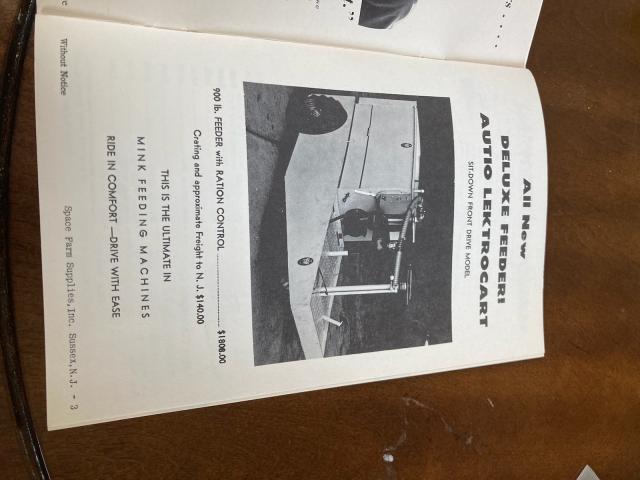 All New
DELUXE FEEDER!
AUTIO LEKTROCART
SIT-DOWN FRONT DRIVE MODEL
900 lb. FEEDER with RATION CONTROL ........................ $1808.00
Crating and approximate Freight to N. J. $140.00
THIS IS THE ULTIMATE IN
MINK FEEDING MACHINES
RIDE IN COMFORT — DRIVE WITH EASE
Without Notice
Space Farm Supplies, Inc. Sussex, N.J. - 3